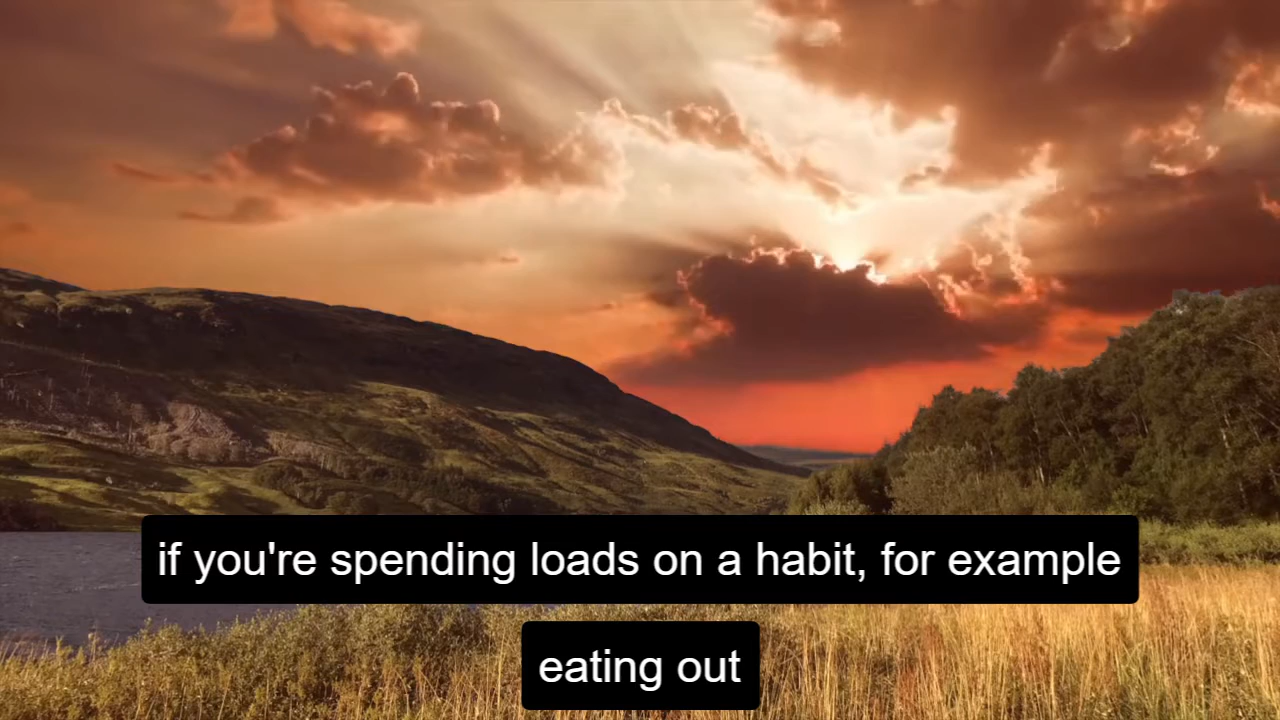 if you're spending loads on a habit, for example
eating out